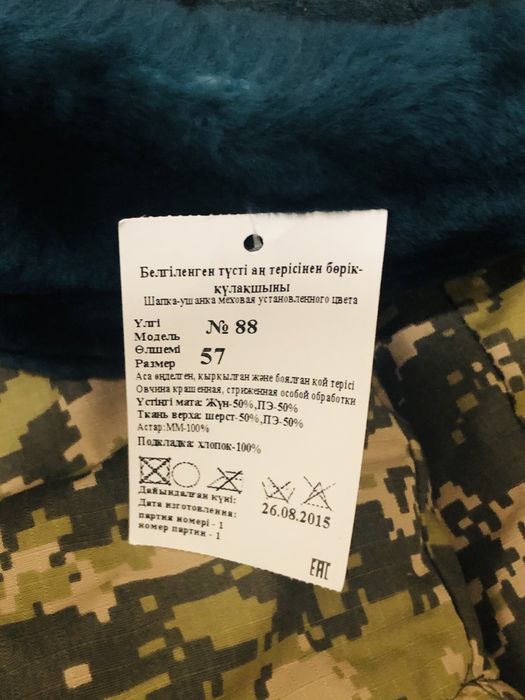 Белгіленген түсті аң терісінен бөрік-
құлақшыны
Шапка-ушанка меховая установленного цвета
Үлгі
Модель № 88
Өлшемі
Размер 57
Аса өңделген, қырқылған және боялған қой терісі
Овчина крашенная, стриженная особой обработки
Үстіңгі мата: Жүн-50%,ПЭ-50%
Ткань верха: шерсть-50%,ПЭ-50%
Астар:ММ-100%
Подкладка: хлопок-100%
Дайындалған күні:
Дата изготовления: 26.08.2015
партия номері - 1
номер партии - 1
ЕАС